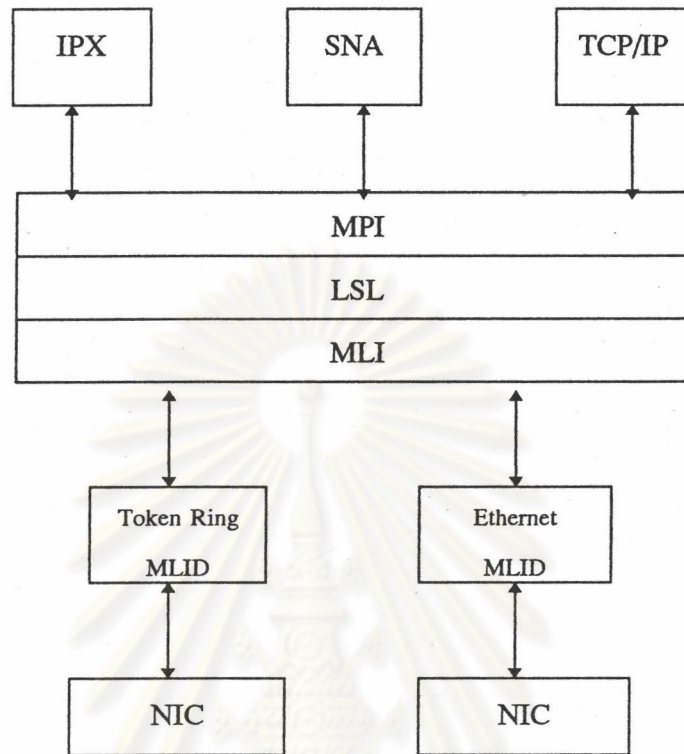 IPX SNA TCP/IP
MPI
LSL
MLI
Token Ring Ethernet
MLID MLID
NIC NIC